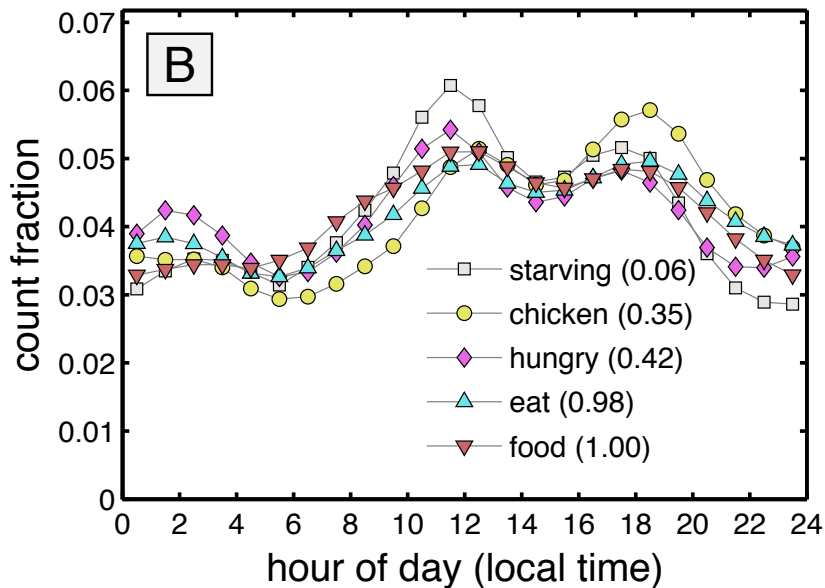 B
0.07
0.06
0.05
0.04
0.03
0.02
0.01
0
count fraction
starving (0.06)
chicken (0.35)
hungry (0.42)
eat (0.98)
food (1.00)
0 2 4 6 8 10 12 14 16 18 20 22 24
hour of day (local time)